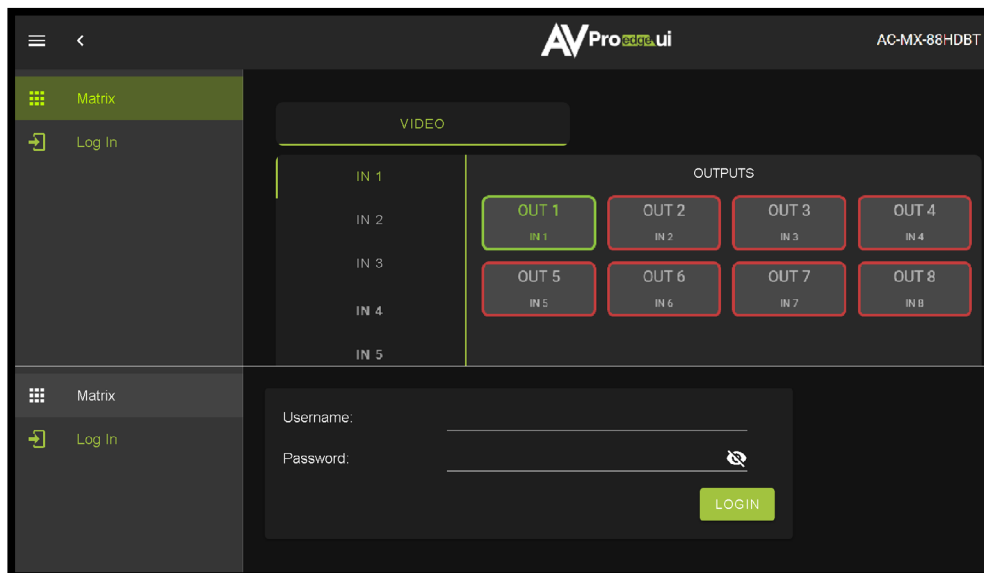 AVPro edge.ui
AC-MX-88HDBT
Matrix
Log In
VIDEO
IN 1
IN 2
IN 3
IN 4
IN 5
OUTPUTS
OUT 1
IN 1
OUT 2
IN 2
OUT 3
IN 3
OUT 4
IN 4
OUT 5
IN 5
OUT 6
IN 6
OUT 7
IN 7
OUT 8
IN 8
Matrix
Log In
Username:
Password:
LOGIN